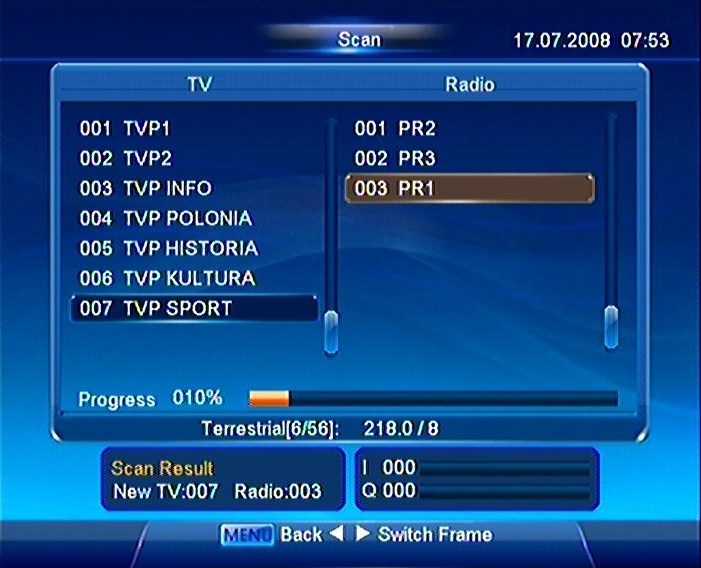 Scan
17.07.2008 07:53
TV
Radio
001 TVP1
002 TVP2
003 TVP INFO
004 TVP POLONIA
005 TVP HISTORIA
006 TVP KULTURA
007 TVP SPORT
001 PR2
002 PR3
003 PR1
Progress 010%
Terrestrial[6/56]: 218.0 / 8
Scan Result
New TV:007 Radio:003
I 000
Q 000
MENU Back ◀ ▶ Switch Frame